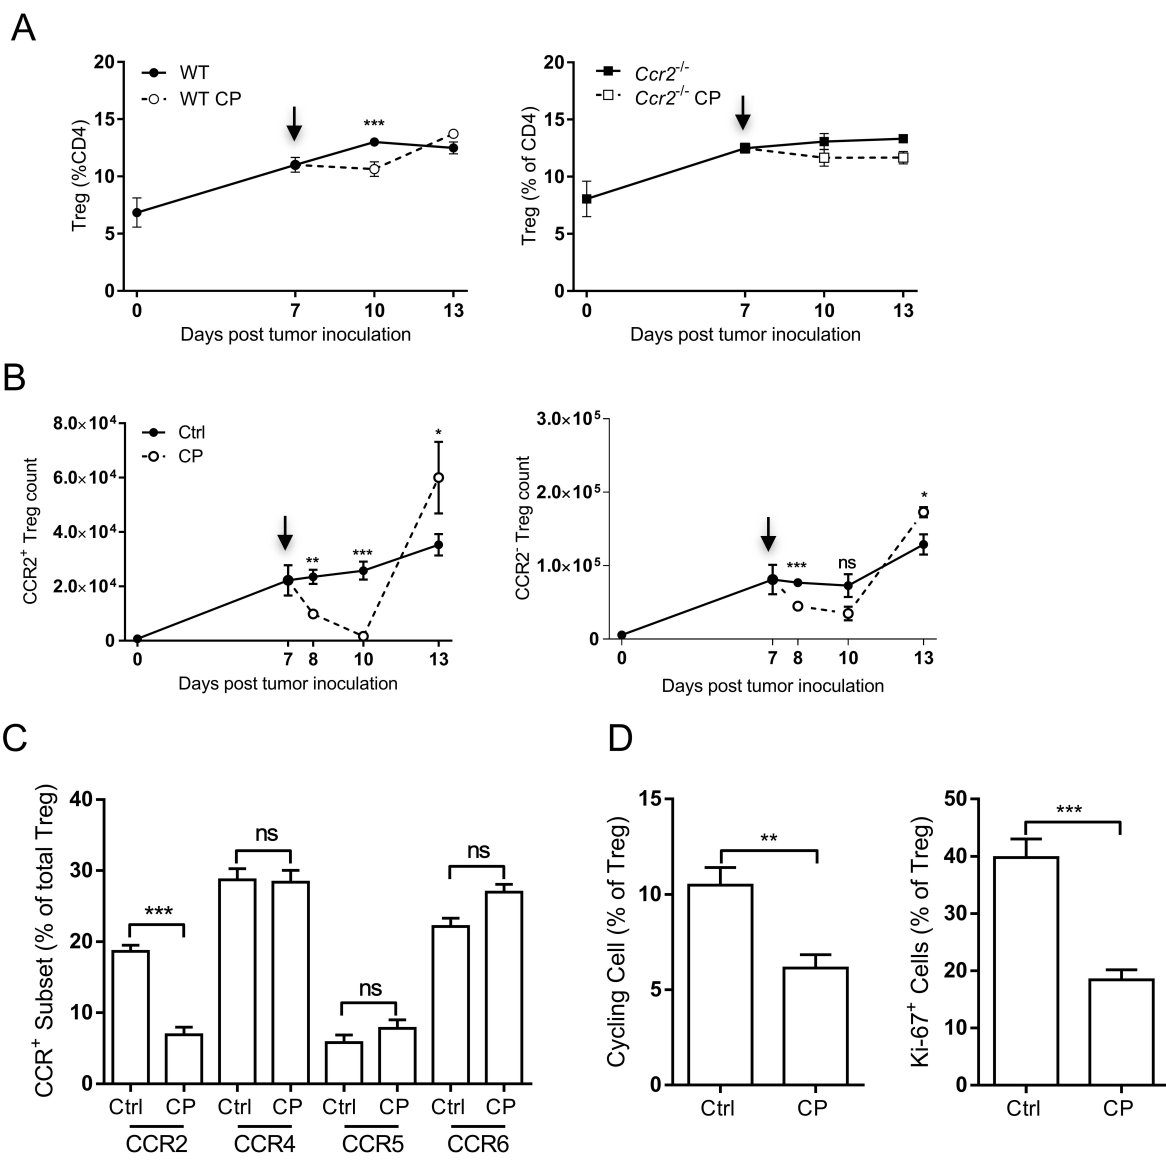 A
20
15
10
5
0
Treg (%CD4)
WT
WT CP
***
0 7 10 13
Days post tumor inoculation
20
15
10
5
0
Treg (% of CD4)
Ccr2-/-
Ccr2-/- CP
0 7 10 13
Days post tumor inoculation
B
8.0×10⁴
6.0×10⁴
4.0×10⁴
2.0×10⁴
0
CCR2⁺ Treg count
Ctrl
CP
**
***
*
0 7 8 10 13
Days post tumor inoculation
3.0×10⁵
2.0×10⁵
1.0×10⁵
0
CCR2⁻ Treg count
***
ns
*
0 7 8 10 13
Days post tumor inoculation
C
40
30
20
10
0
CCR⁺ Subset (% of total Treg)
***
ns
ns
ns
Ctrl CP Ctrl CP Ctrl CP Ctrl CP
CCR2 CCR4 CCR5 CCR6
D
15
10
5
0
Cycling Cell (% of Treg)
**
Ctrl CP
50
40
30
20
10
0
Ki-67⁺ Cells (% of Treg)
***
Ctrl CP